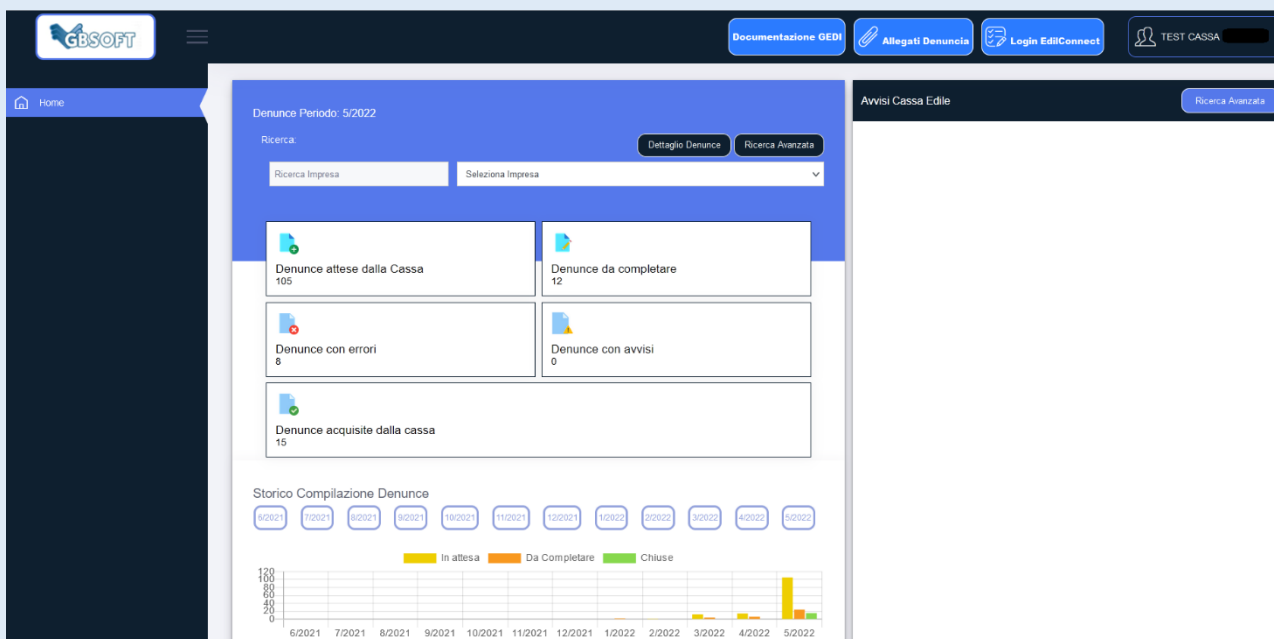 GBSOFT
Documentazione GEDI
Allegati Denuncia
Login EdilConnect
TEST CASSA
Home
Denunce Periodo: 5/2022
Ricerca:
Dettaglio Denunce
Ricerca Avanzata
Ricerca Impresa
Seleziona Impresa
Denunce attese dalla Cassa
105
Denunce da completare
12
Denunce con errori
8
Denunce con avvisi
0
Denunce acquisite dalla cassa
15
Avvisi Cassa Edile
Ricerca Avanzata
Storico Compilazione Denunce
6/2021 7/2021 8/2021 9/2021 10/2021 11/2021 12/2021 1/2022 2/2022 3/2022 4/2022 5/2022
In attesa Da Completare Chiuse
120
100
80
60
40
20
0
6/2021 7/2021 8/2021 9/2021 10/2021 11/2021 12/2021 1/2022 2/2022 3/2022 4/2022 5/2022